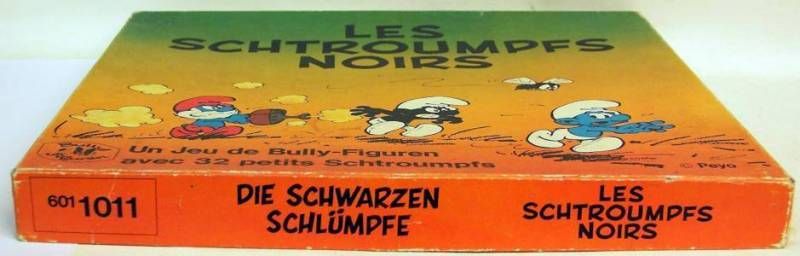 LES
SCHTROUMPFS
NOIRS
Un Jeu de Bully-Figuren
avec 32 petits Schtroumpfs
© Peyo
601 1011
DIE SCHWARZEN
SCHLÜMPFE
LES
SCHTROUMPFS
NOIRS